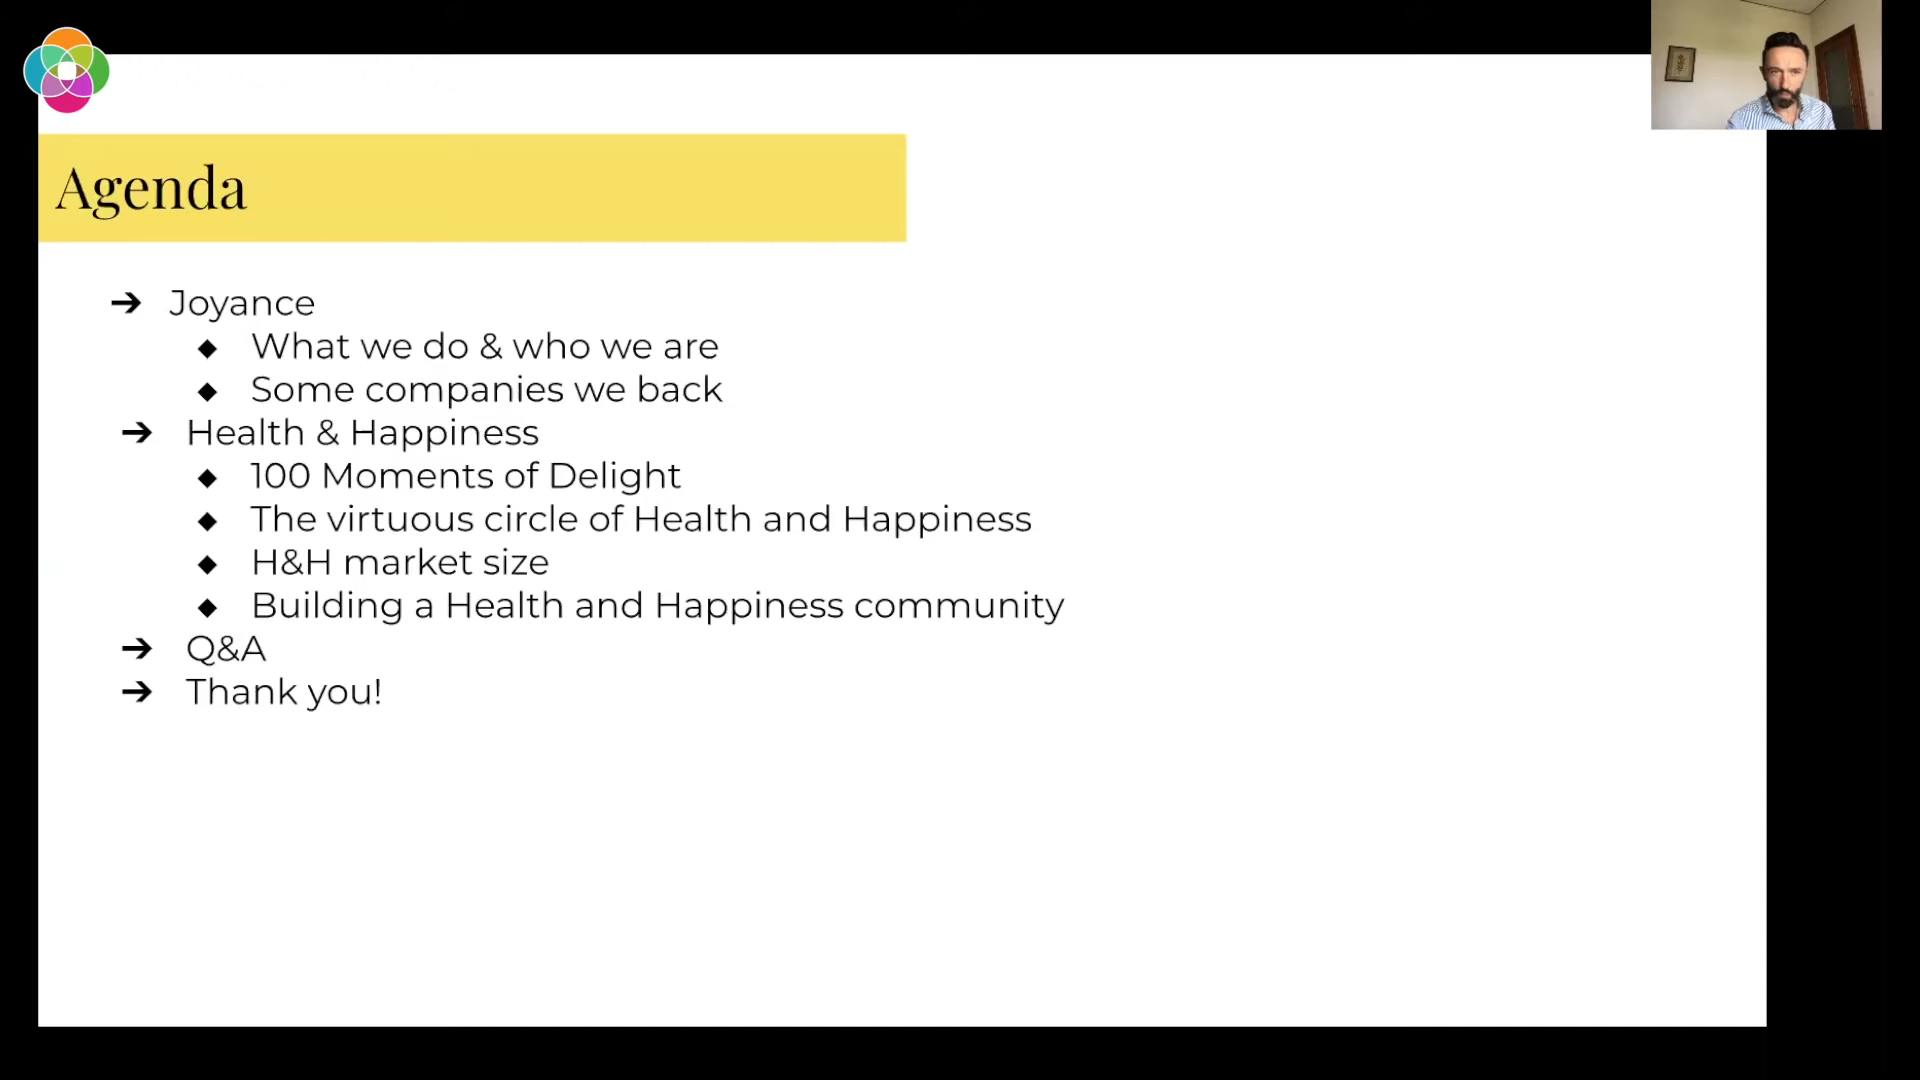 Agenda
➔ Joyance
◆ What we do & who we are
◆ Some companies we back
➔ Health & Happiness
◆ 100 Moments of Delight
◆ The virtuous circle of Health and Happiness
◆ H&H market size
◆ Building a Health and Happiness community
➔ Q&A
➔ Thank you!